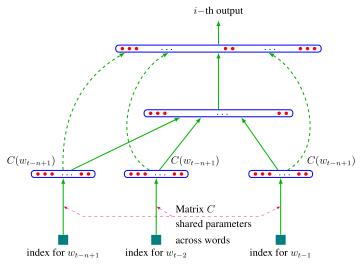 i−th output
. . .
. . .
. . .
C(w_{t−n+1}) C(w_{t−n+1}) C(w_{t−n+1})
. . .
Matrix C
shared parameters
across words
index for w_{t−n+1} index for w_{t−2} index for w_{t−1}